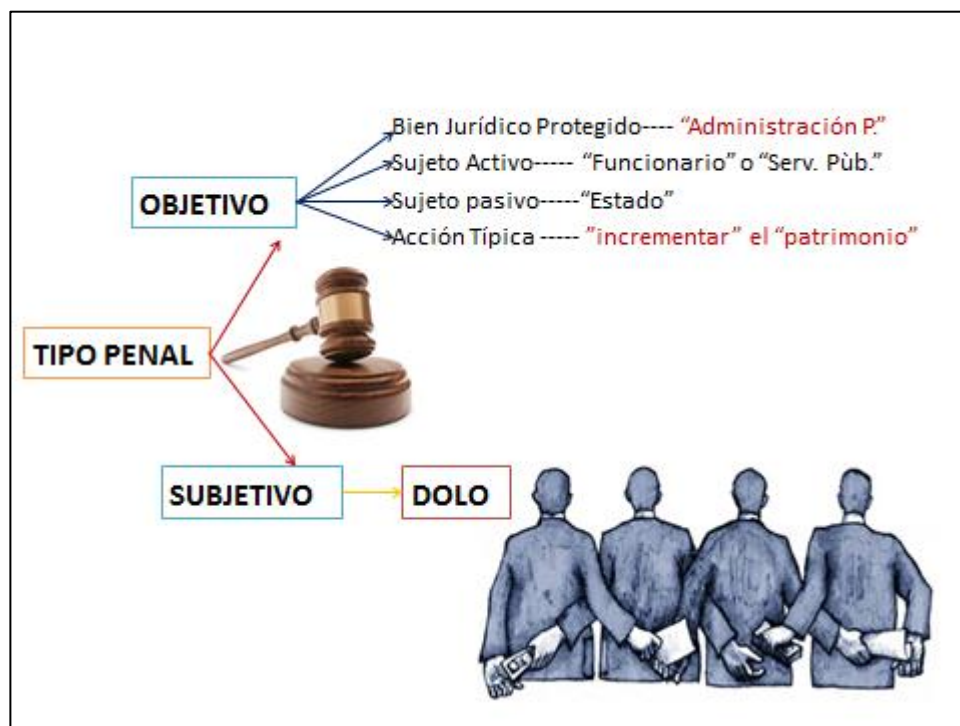 Bien Jurídico Protegido---- “Administración P.”
Sujeto Activo----- “Funcionario” o “Serv. Pùb.”
OBJETIVO
Sujeto pasivo-----“Estado”
Acción Típica ----- ”incrementar” el “patrimonio”
TIPO PENAL
SUBJETIVO
DOLO